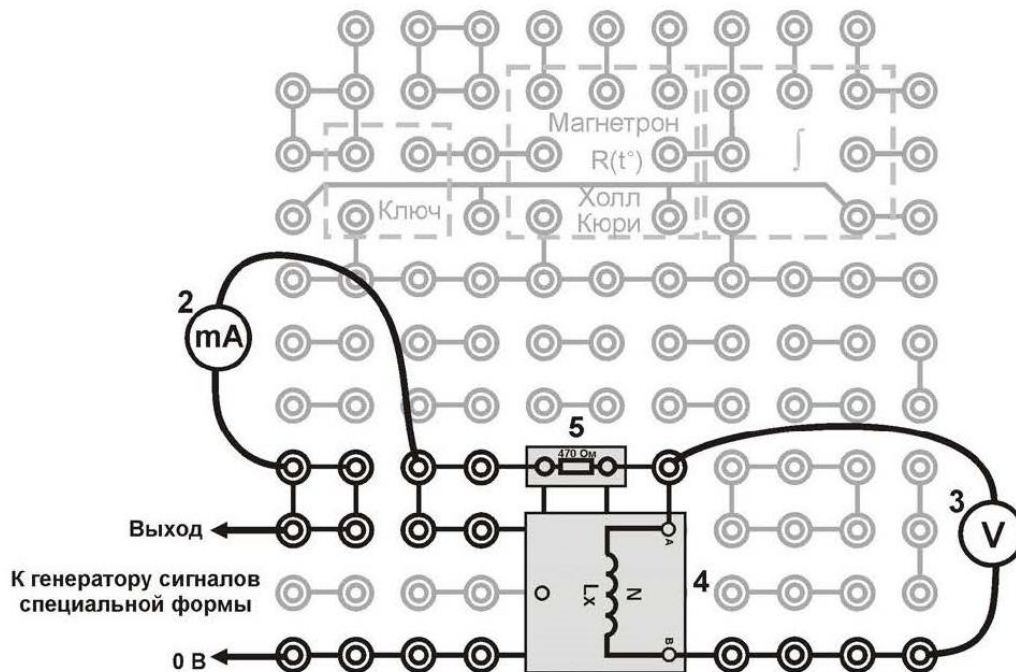 Магнетрон
R(t°)
∫
Ключ
Холл
Кюри
2
mA
5
470 Ом
3
V
Выход
A
К генератору сигналов
специальной формы
N
Lx
4
B
0 В